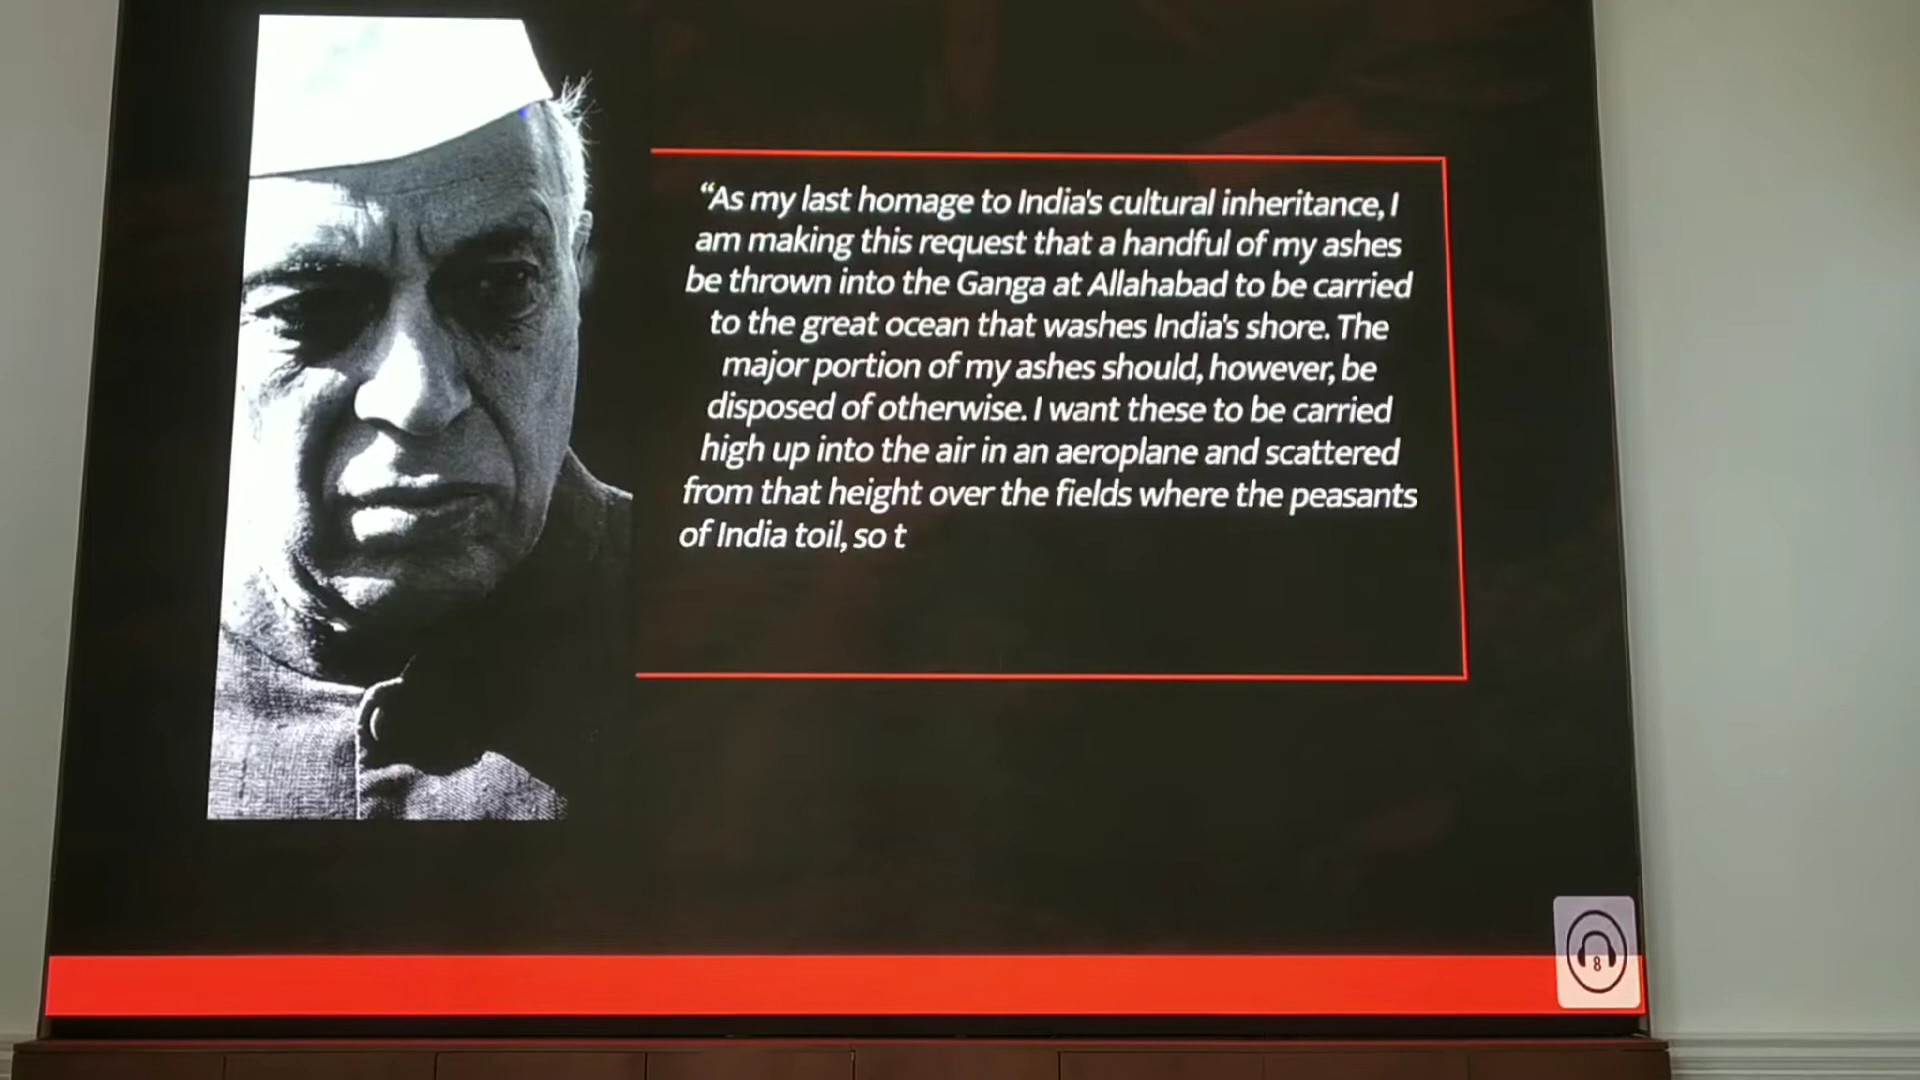 “As my last homage to India's cultural inheritance, I
am making this request that a handful of my ashes
be thrown into the Ganga at Allahabad to be carried
to the great ocean that washes India's shore. The
major portion of my ashes should, however, be
disposed of otherwise. I want these to be carried
high up into the air in an aeroplane and scattered
from that height over the fields where the peasants
of India toil, so t
8